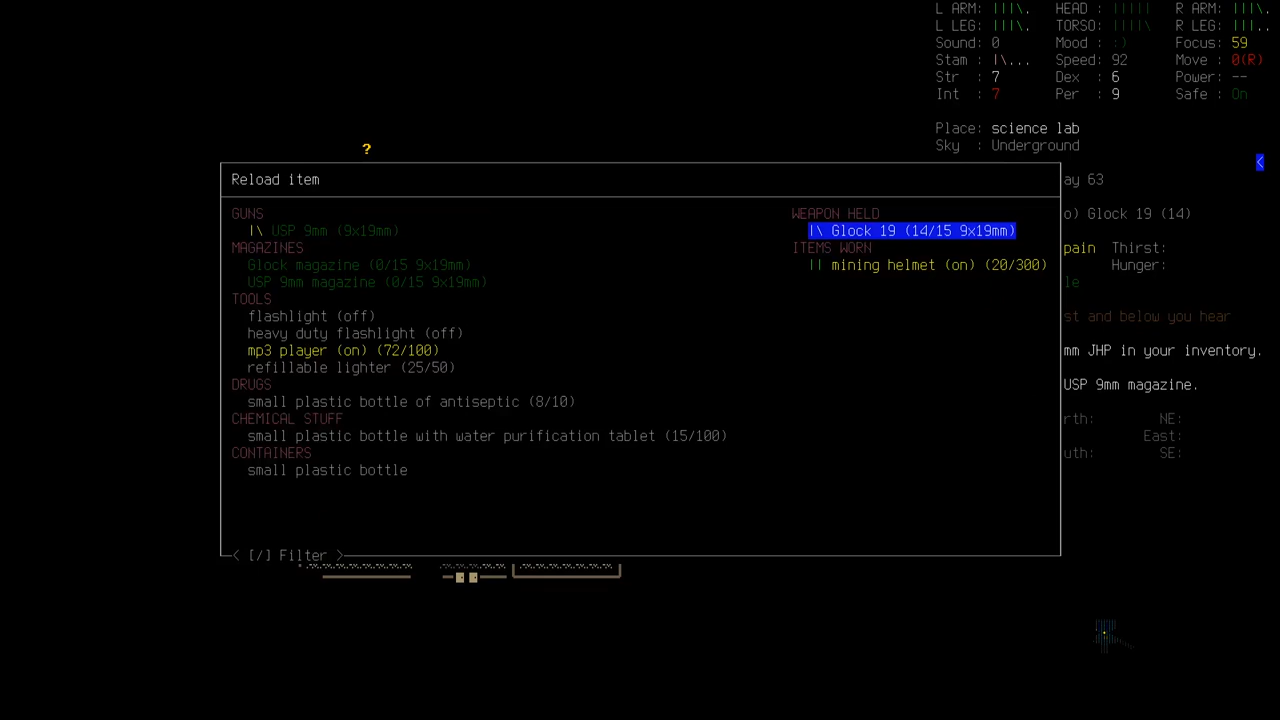 L ARM: |||\. HEAD : ||||| R ARM: |||\.
L LEG: |||\. TORSO: ||||\ R LEG: |||..
Sound: 0 Mood : :) Focus: 59
Stam : |\... Speed: 92 Move : 0(R)
Str : 7 Dex : 6 Power: --
Int : 7 Per : 9 Safe : On
Place: science lab
Sky : Underground
?
<
Reload item
ay 63
GUNS WEAPON HELD o) Glock 19 (14)
|\ USP 9mm (9x19mm) |\ Glock 19 (14/15 9x19mm)
MAGAZINES ITEMS WORN pain Thirst:
Glock magazine (0/15 9x19mm) || mining helmet (on) (20/300) Hunger:
USP 9mm magazine (0/15 9x19mm) le
TOOLS
flashlight (off) st and below you hear
heavy duty flashlight (off)
mp3 player (on) (72/100) mm JHP in your inventory.
refillable lighter (25/50)
DRUGS USP 9mm magazine.
small plastic bottle of antiseptic (8/10)
CHEMICAL STUFF rth: NE:
small plastic bottle with water purification tablet (15/100) East:
CONTAINERS uth: SE:
small plastic bottle
< [/] Filter >